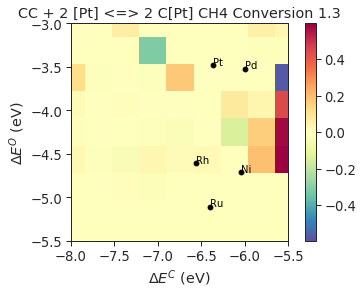 CC + 2 [Pt] <=> 2 C[Pt] CH4 Conversion 1.3
−3.0
−3.5
−4.0
−4.5
−5.0
−5.5
ΔE^O (eV)
Pt
Pd
Rh
Ni
Ru
−8.0 −7.5 −7.0 −6.5 −6.0 −5.5
ΔE^C (eV)
0.4
0.2
0.0
−0.2
−0.4